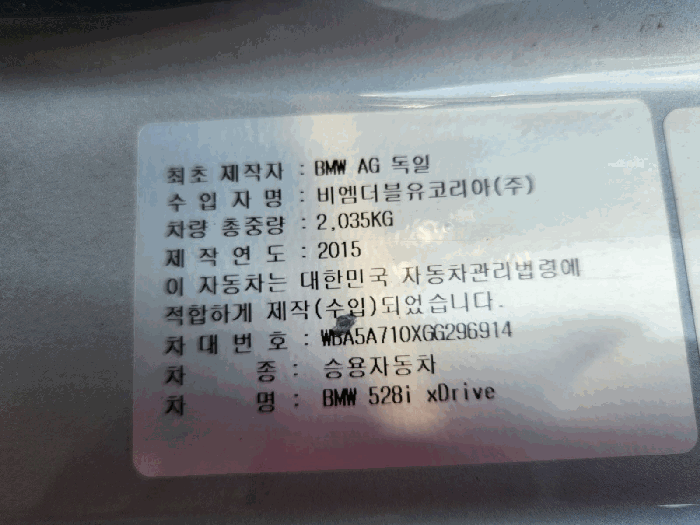 최초 제작자 : BMW AG 독일
수 입 자 명 : 비엠더블유코리아(주)
차량 총중량 : 2,035KG
제 작 연 도 : 2015
이 자동차는 대한민국 자동차관리법령에
적합하게 제작(수입)되었습니다.
차 대 번 호 : WBA5A710XGG296914
차 종 : 승용자동차
차 명 : BMW 528i xDrive